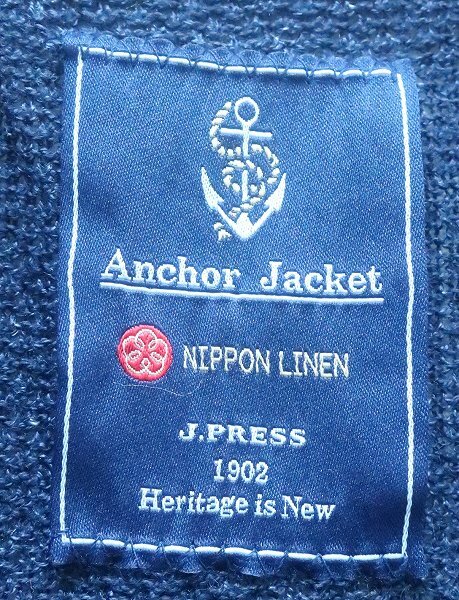 Anchor Jacket
NIPPON LINEN
J.PRESS
1902
Heritage is New